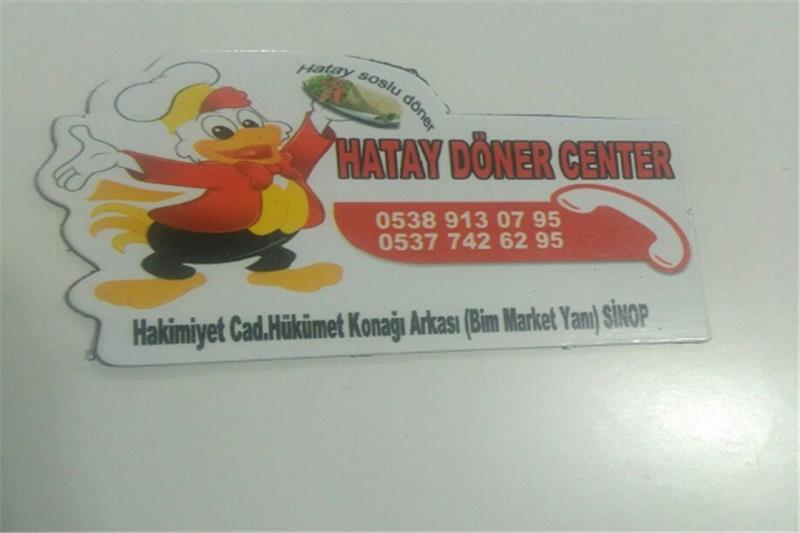 Hatay soslu döner
HATAY DÖNER CENTER
0538 913 07 95
0537 742 62 95
Hakimiyet Cad.Hükümet Konağı Arkası (Bim Market Yanı) SİNOP